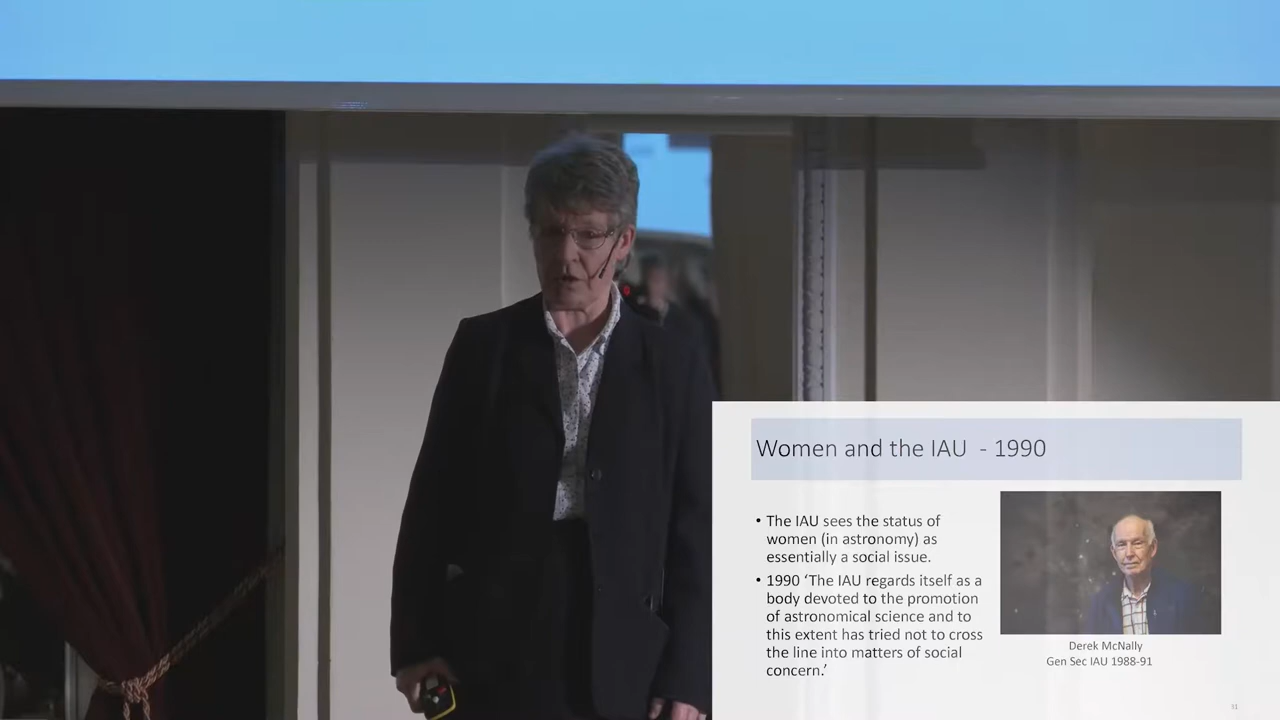 Women and the IAU - 1990
• The IAU sees the status of
women (in astronomy) as
essentially a social issue.
• 1990 ‘The IAU regards itself as a
body devoted to the promotion
of astronomical science and to
this extent has tried not to cross
the line into matters of social
concern.’
Derek McNally
Gen Sec IAU 1988-91